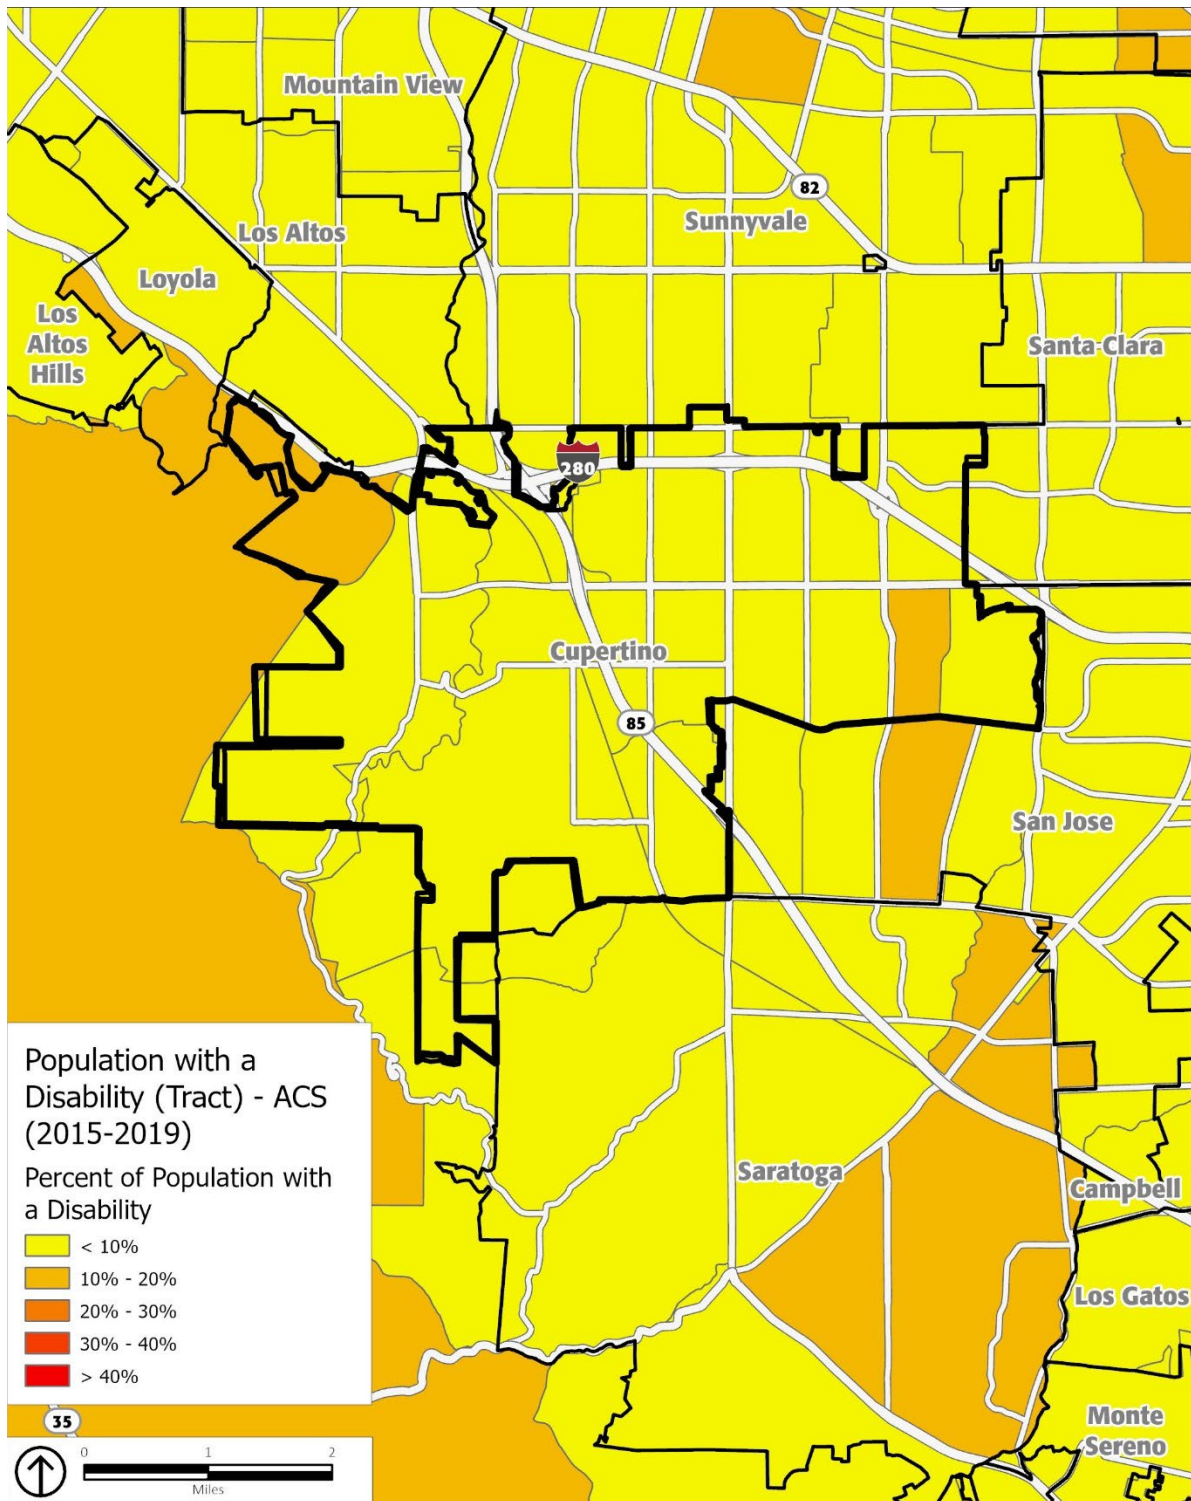 Mountain View
82
Sunnyvale
Los Altos
Loyola
Los
Altos
Hills
Santa Clara
280
Cupertino
85
San Jose
Population with a
Disability (Tract) - ACS
(2015-2019)
Percent of Population with
a Disability
< 10%
10% - 20%
20% - 30%
30% - 40%
> 40%
Saratoga
Campbell
Los Gatos
Monte
Sereno
35
0 1 2
Miles